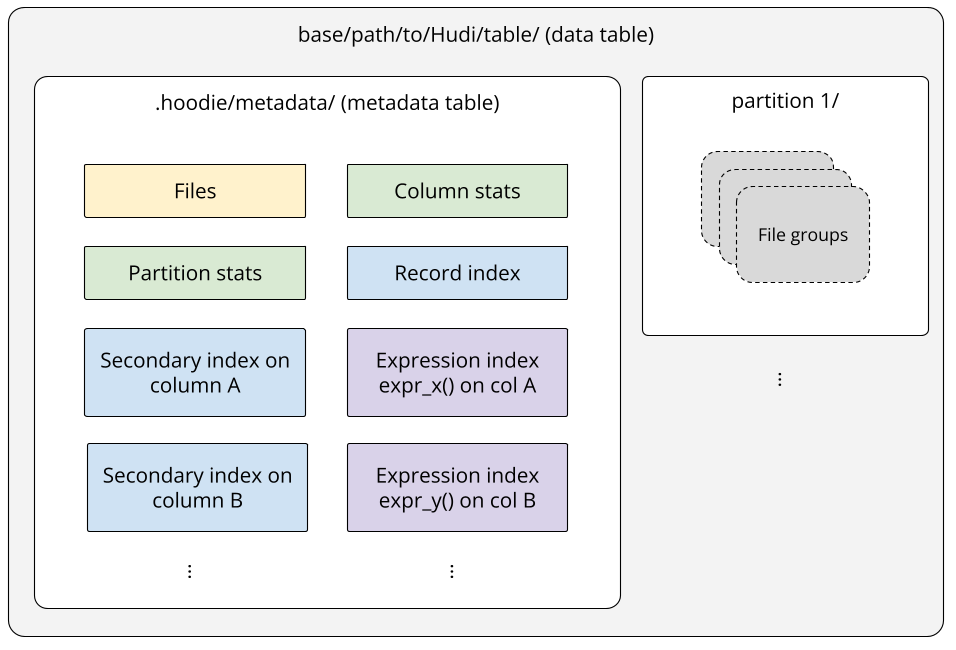 base/path/to/Hudi/table/ (data table)
.hoodie/metadata/ (metadata table)
Files
Column stats
Partition stats
Record index
Secondary index on
column A
Expression index
expr_x() on col A
Secondary index on
column B
Expression index
expr_y() on col B
⋮
⋮
partition 1/
File groups
⋮